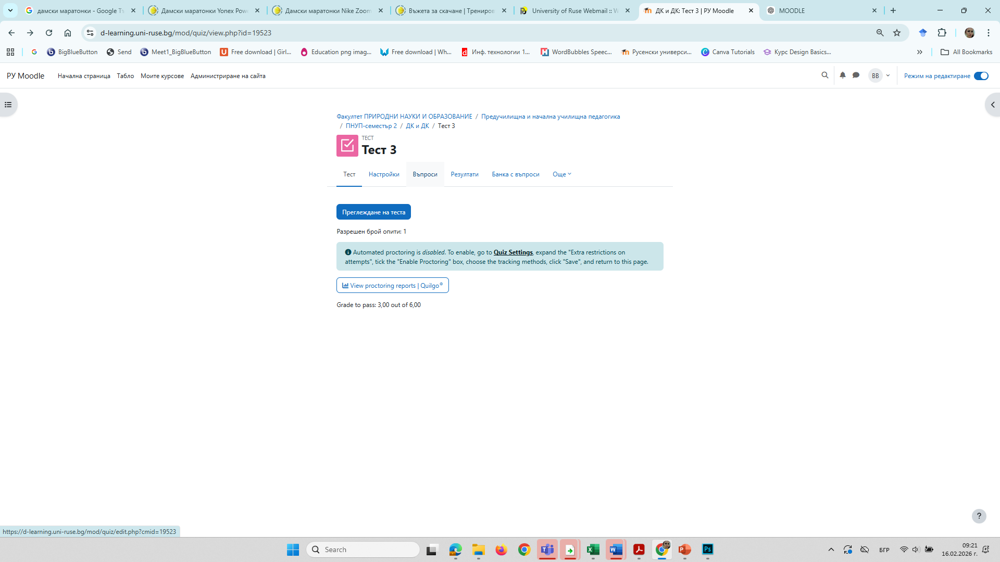 дамски маратонки - Google Тъ
Дамски маратонки Yonex Powe
Дамски маратонки Nike Zoom
Въжета за скачане | Трениров
University of Ruse Webmail :: W
ДК и ДК: Тест 3 | РУ Moodle
MOODLE
d-learning.uni-ruse.bg/mod/quiz/view.php?id=19523
BigBlueButton
Send
Meet1_BigBlueButton
Free download | Girl...
Education png imag...
Free download | Wh...
Инф. технологии 1...
WordBubbles Speec...
Русенски универси...
Canva Tutorials
Курс Design Basics...
All Bookmarks
РУ Moodle
Начална страница
Табло
Моите курсове
Администриране на сайта
ВВ
Режим на редактиране
Факултет ПРИРОДНИ НАУКИ И ОБРАЗОВАНИЕ / Предучилищна и начална училищна педагогика
/ ПНУП-семестър 2 / ДК и ДК / Тест 3
ТЕСТ
Тест 3
Тест
Настройки
Въпроси
Резултати
Банка с въпроси
Още
Преглеждане на теста
Разрешен брой опити: 1
Automated proctoring is disabled. To enable, go to Quiz Settings, expand the "Extra restrictions on
attempts", tick the "Enable Proctoring" box, choose the tracking methods, click "Save", and return to this page.
View proctoring reports | Quilgo®
Grade to pass: 3,00 out of 6,00
?
https://d-learning.uni-ruse.bg/mod/quiz/edit.php?cmid=19523
Search
БГР
09:21
16.02.2026 г.